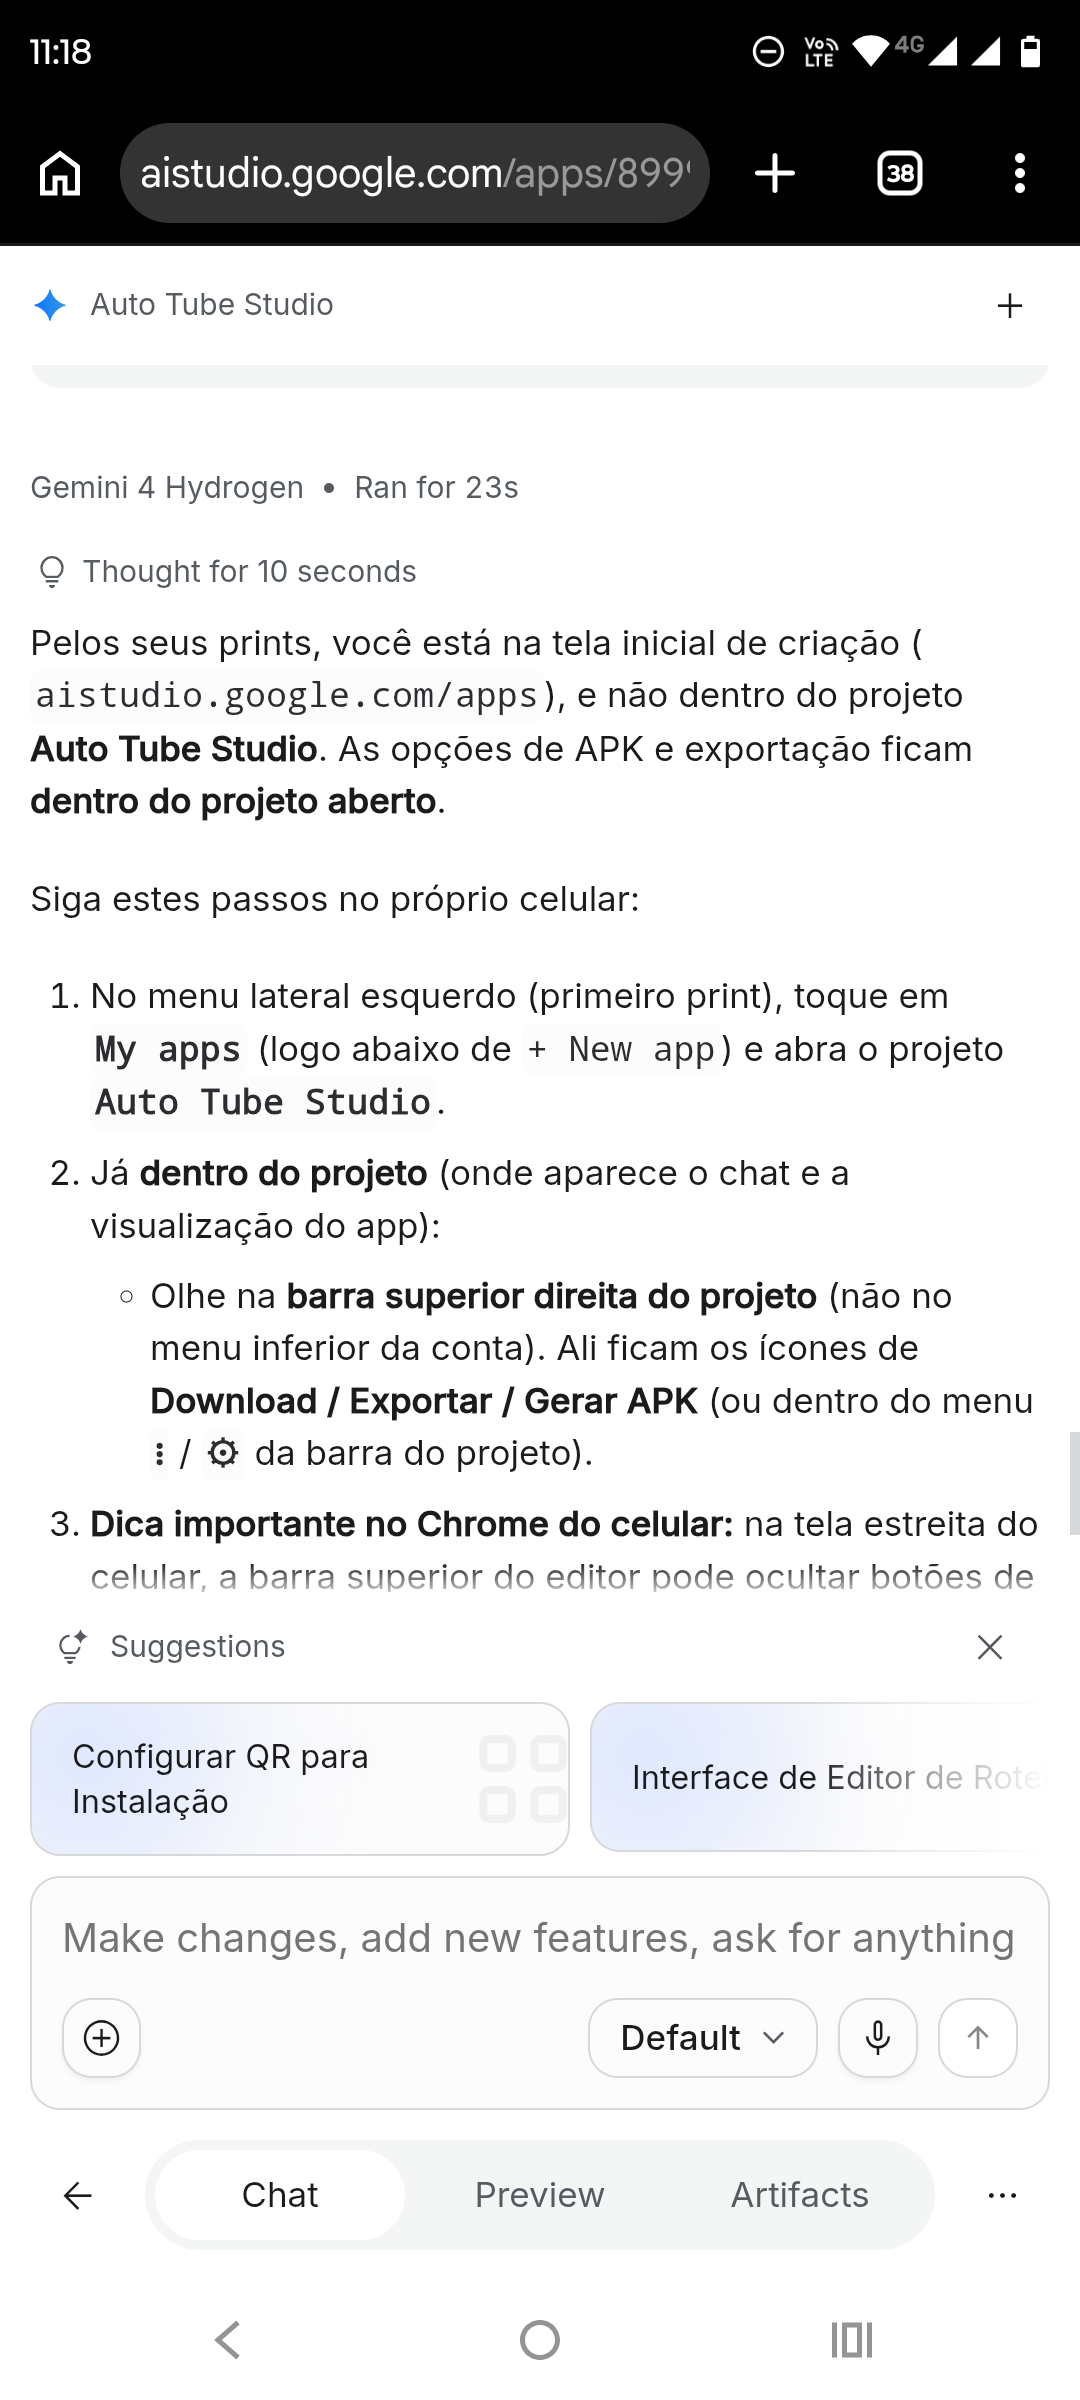 11:18
Vo LTE 4G
aistudio.google.com/apps/899
38
Auto Tube Studio
Gemini 4 Hydrogen • Ran for 23s
Thought for 10 seconds
Pelos seus prints, você está na tela inicial de criação (
aistudio.google.com/apps), e não dentro do projeto
Auto Tube Studio. As opções de APK e exportação ficam
dentro do projeto aberto.
Siga estes passos no próprio celular:
1. No menu lateral esquerdo (primeiro print), toque em
My apps (logo abaixo de + New app) e abra o projeto
Auto Tube Studio.
2. Já dentro do projeto (onde aparece o chat e a
visualização do app):
◦ Olhe na barra superior direita do projeto (não no
menu inferior da conta). Ali ficam os ícones de
Download / Exportar / Gerar APK (ou dentro do menu
⋮ / ⚙ da barra do projeto).
3. Dica importante no Chrome do celular: na tela estreita do
celular, a barra superior do editor pode ocultar botões de
Suggestions
Configurar QR para
Instalação
Interface de Editor de Rote
Make changes, add new features, ask for anything
Default
Chat
Preview
Artifacts